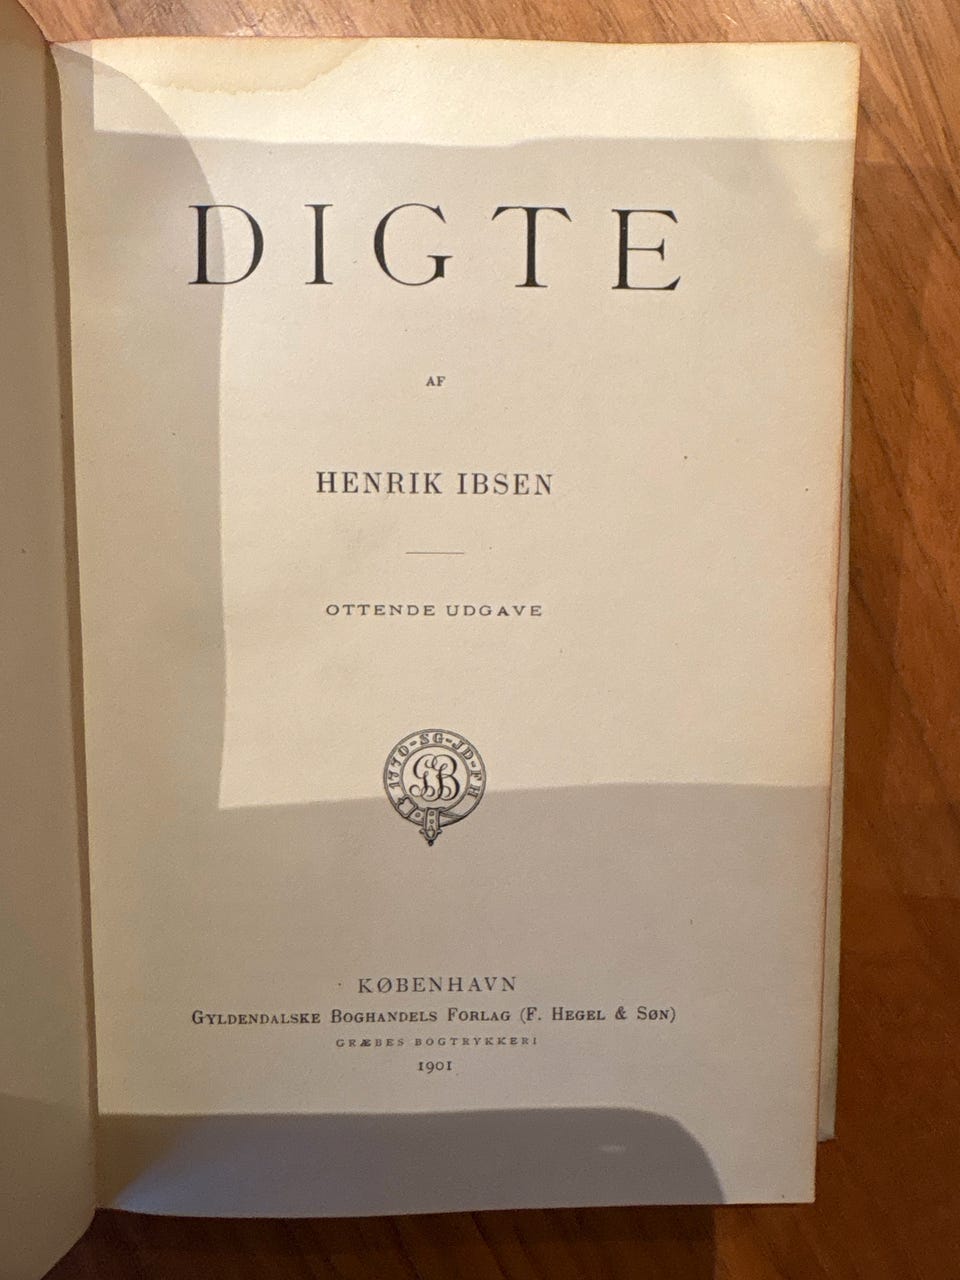 DIGTE
AF
HENRIK IBSEN
OTTENDE UDGAVE
1770-SG-JD-FH
GB
KØBENHAVN
GYLDENDALSKE BOGHANDELS FORLAG (F. HEGEL & SØN)
GRÆBES BOGTRYKKERI
1901